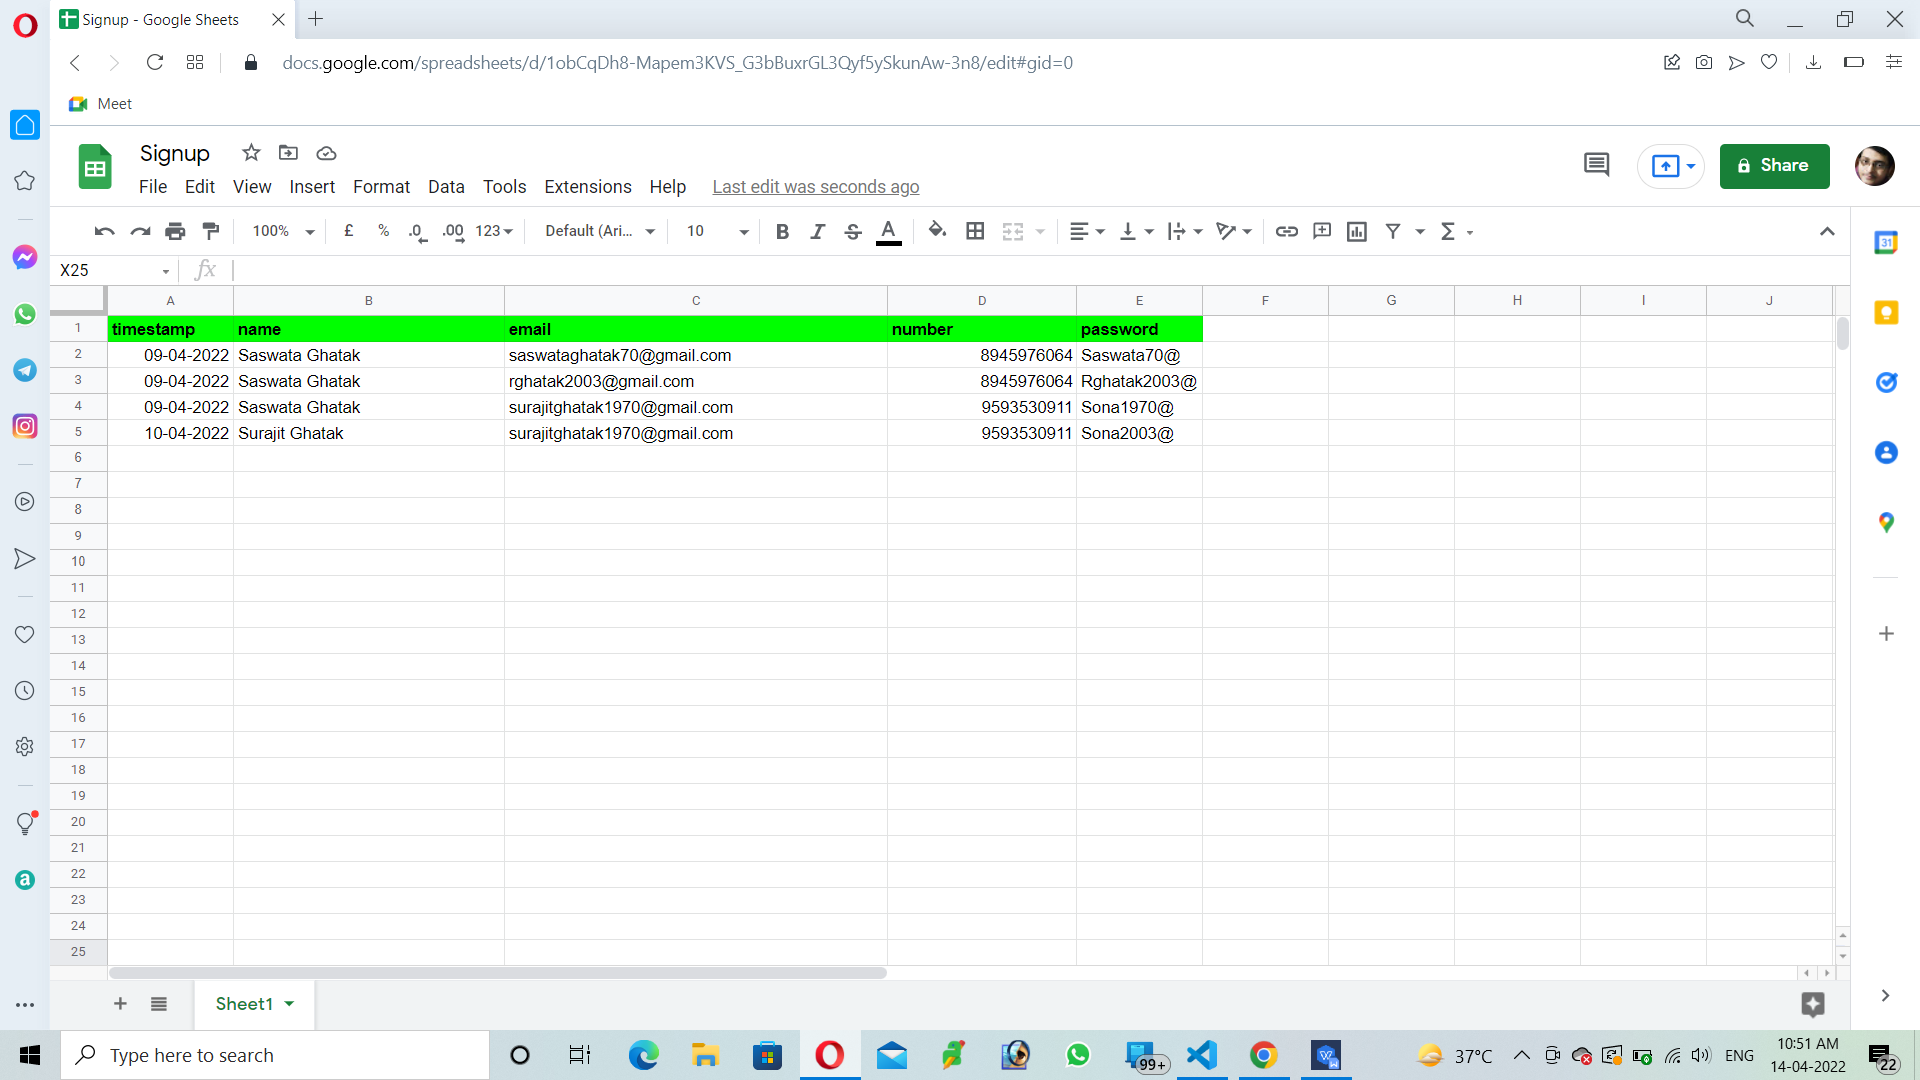 Signup - Google Sheets
docs.google.com/spreadsheets/d/1obCqDh8-Mapem3KVS_G3bBuxrGL3Qyf5ySkunAw-3n8/edit#gid=0
Meet
Signup
File Edit View Insert Format Data Tools Extensions Help Last edit was seconds ago
Share
100% £ % .0 .00 123 Default (Ari... 10 B I S A Σ
31
X25 fx
A B C D E F G H I J
1 timestamp name email number password
2 09-04-2022 Saswata Ghatak saswataghatak70@gmail.com 8945976064 Saswata70@
3 09-04-2022 Saswata Ghatak rghatak2003@gmail.com 8945976064 Rghatak2003@
4 09-04-2022 Saswata Ghatak surajitghatak1970@gmail.com 9593530911 Sona1970@
5 10-04-2022 Surajit Ghatak surajitghatak1970@gmail.com 9593530911 Sona2003@
6
7
8
9
10
11
12
13
14
15
16
17
18
19
20
21
22
23
24
25
a
Sheet1
Type here to search
99+
W
37°C
ENG
10:51 AM
14-04-2022
22